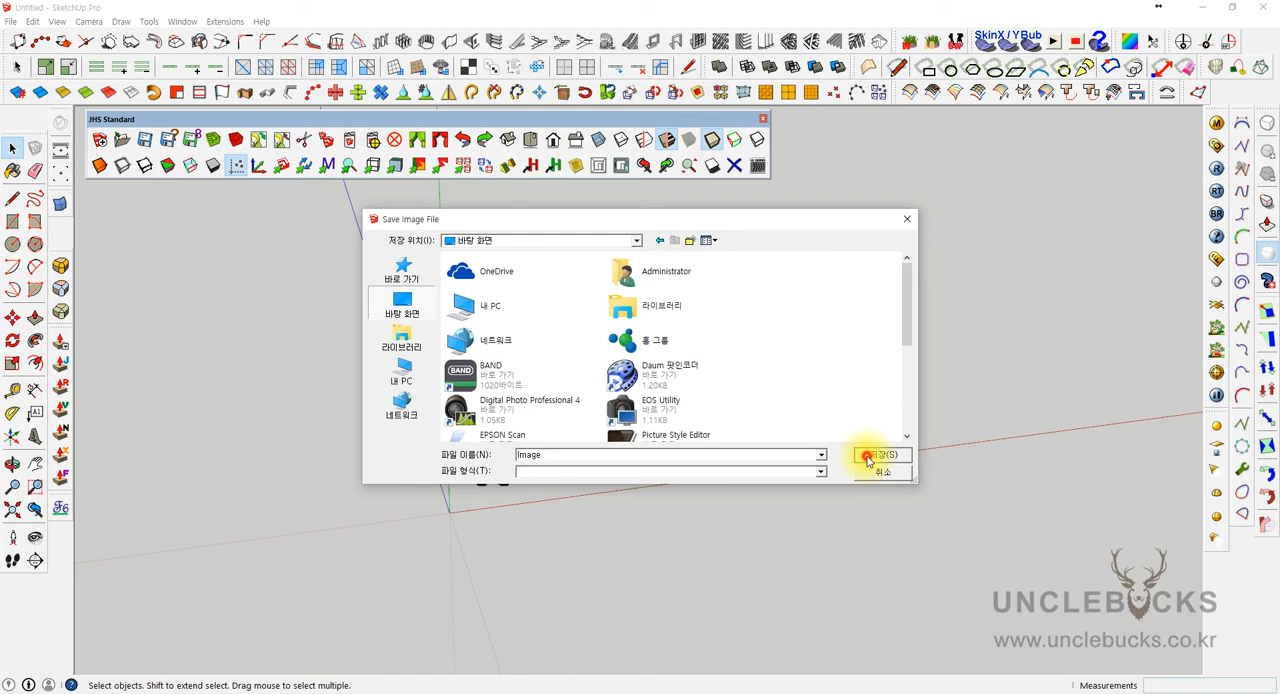 Untitled - SketchUp Pro
File Edit View Camera Draw Tools Window Extensions Help
SkinX / YBub
JHS Standard
Save Image File
저장 위치(I):
바탕 화면
바로 가기
바탕 화면
라이브러리
내 PC
네트워크
OneDrive
Administrator
내 PC
라이브러리
네트워크
홈 그룹
BAND
바로 가기
1020바이트
Daum 팟인코더
바로 가기
1.20KB
Digital Photo Professional 4
바로 가기
1.05KB
EOS Utility
바로 가기
1.11KB
EPSON Scan
Picture Style Editor
파일 이름(N):
Image
저장(S)
파일 형식(T):
취소
UNCLEBUCKS
www.unclebucks.co.kr
Select objects. Shift to extend select. Drag mouse to select multiple.
Measurements